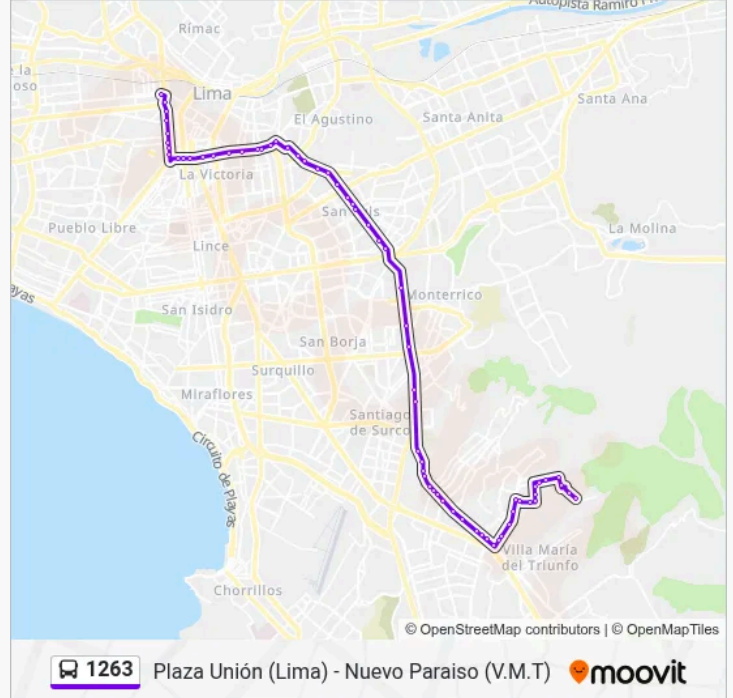 Autopista Ramiro Pr
Rímac
e la
oso
Lima
Santa Ana
El Agustino
Santa Anita
La Victoria
San Luis
Pueblo Libre
La Molina
Lince
ayas
Monterrico
San Isidro
San Borja
Surquillo
Miraflores
Santiago
de Surco
Circuito de Playas
Villa María
del Triunfo
Chorrillos
© OpenStreetMap contributors | © OpenMapTiles
1263 Plaza Unión (Lima) - Nuevo Paraiso (V.M.T) moovit